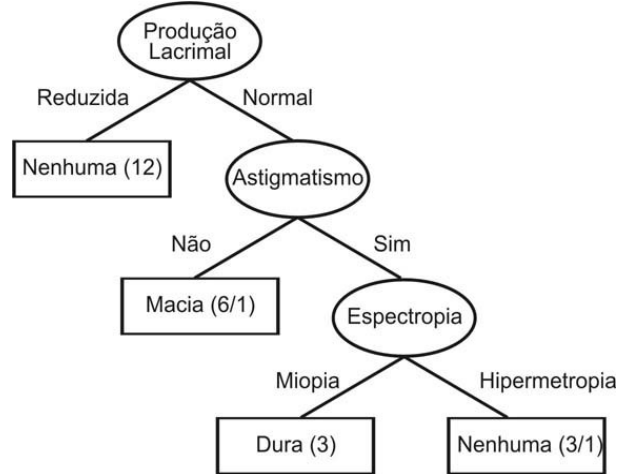 Produção
Lacrimal
Reduzida
Normal
Nenhuma (12)
Astigmatismo
Não
Sim
Macia (6/1)
Espectropia
Miopia
Hipermetropia
Dura (3)
Nenhuma (3/1)